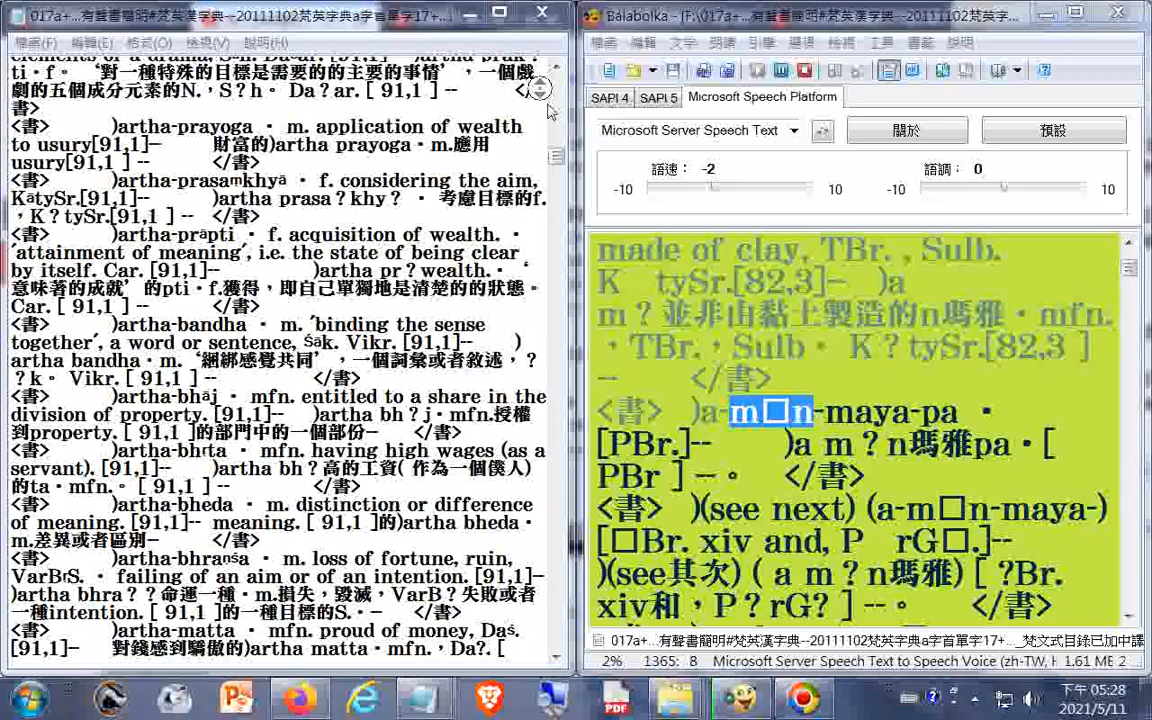 017a+...有聲書簡明#梵英漢字典--20111102梵英字典a字首單字17+...
檔案(F) 編輯(E) 格式(O) 檢視(V) 說明(H)
ti・f。‘對一種特殊的目標是需要的的主要的事情’，一個戲
劇的五個成分元素的N.，S？h。 Da？ar. [ 91,1 ] --
書>
<書> )artha-prayoga ・ m. application of wealth
to usury[91,1]-- 財富的)artha prayoga・m.應用
usury[91,1 ] -- </書>
<書> )artha-prasaṃkhyā ・ f. considering the aim,
KātySr.[91,1]-- )artha prasa？khy？ ・ 考慮目標的f.
，K？tySr.[91,1 ] -- </書>
<書> )artha-prāpti ・ f. acquisition of wealth. ・
'attainment of meaning', i.e. the state of being clear
by itself. Car. [91,1]-- )artha pr？wealth.・‘
意味著的成就’的pti・f.獲得，即自己單獨地是清楚的的狀態。
Car. [ 91,1 ] -- </書>
<書> )artha-bandha ・ m. 'binding the sense
together', a word or sentence, Śāk. Vikr. [91,1]-- )
artha bandha・m.‘綑綁感覺共同’，一個詞彙或者敘述，？
？k。 Vikr. [ 91,1 ] -- </書>
<書> )artha-bhāj ・ mfn. entitled to a share in the
division of property. [91,1]-- )artha bh？j・mfn.授權
到property. [ 91,1 ]的部門中的一個部份-- </書>
<書> )artha-bhṛta ・ mfn. having high wages (as a
servant). [91,1]-- )artha bh？高的工資( 作為一個僕人)
的ta・mfn.。[ 91,1 ] -- </書>
<書> )artha-bheda ・ m. distinction or difference
of meaning. [91,1]-- meaning. [ 91,1 ]的)artha bheda・
m.差異或者區別-- </書>
<書> )artha-bhraṃśa ・ m. loss of fortune, ruin,
VarBṛS. ・ failing of an aim or of an intention. [91,1]--
)artha bhra？？命運一種・m.損失，毀滅，VarB？失敗或者
一種intention. [ 91,1 ]的一種目標的S.・-- </書>
<書> )artha-matta ・ mfn. proud of money, Daś.
[91,1]-- 對錢感到驕傲的)artha matta・mfn.，Da?. [
Balabolka - [F:\017a+...有聲書簡明#梵英漢字典--20111102梵英字...
檔案 編輯 文字 朗讀 引擎 選項 檢視 工具 書籤 說明
SAPI 4 SAPI 5 Microsoft Speech Platform
Microsoft Server Speech Text 關於 預設
語速： -2 語調： 0
-10 10 -10 10
made of clay, TBr. , Sulb.
K tySr.[82,3]-- )a
m？並非由黏土製造的n瑪雅・mfn.
，TBr.，Sulb・ K？tySr.[82,3 ]
-- </書>
<書> )a-m□n-maya-pa ・
[PBr.]-- )a m？n瑪雅pa・[
PBr ] --。 </書>
<書> )(see next) (a-m□n-maya-)
[□Br. xiv and, P rG□.]--
)(see其次) ( a m？n瑪雅) [ ?Br.
xiv和，P？rG? ] --。 </書>
017a+...有聲書簡明#梵英漢字典--20111102梵英字典a字首單字17+..._梵文式目錄已加中譯
2% 1365: 8 Microsoft Server Speech Text to Speech Voice (zh-TW, H 1.61 MB 2
下午 05:28
2021/5/11